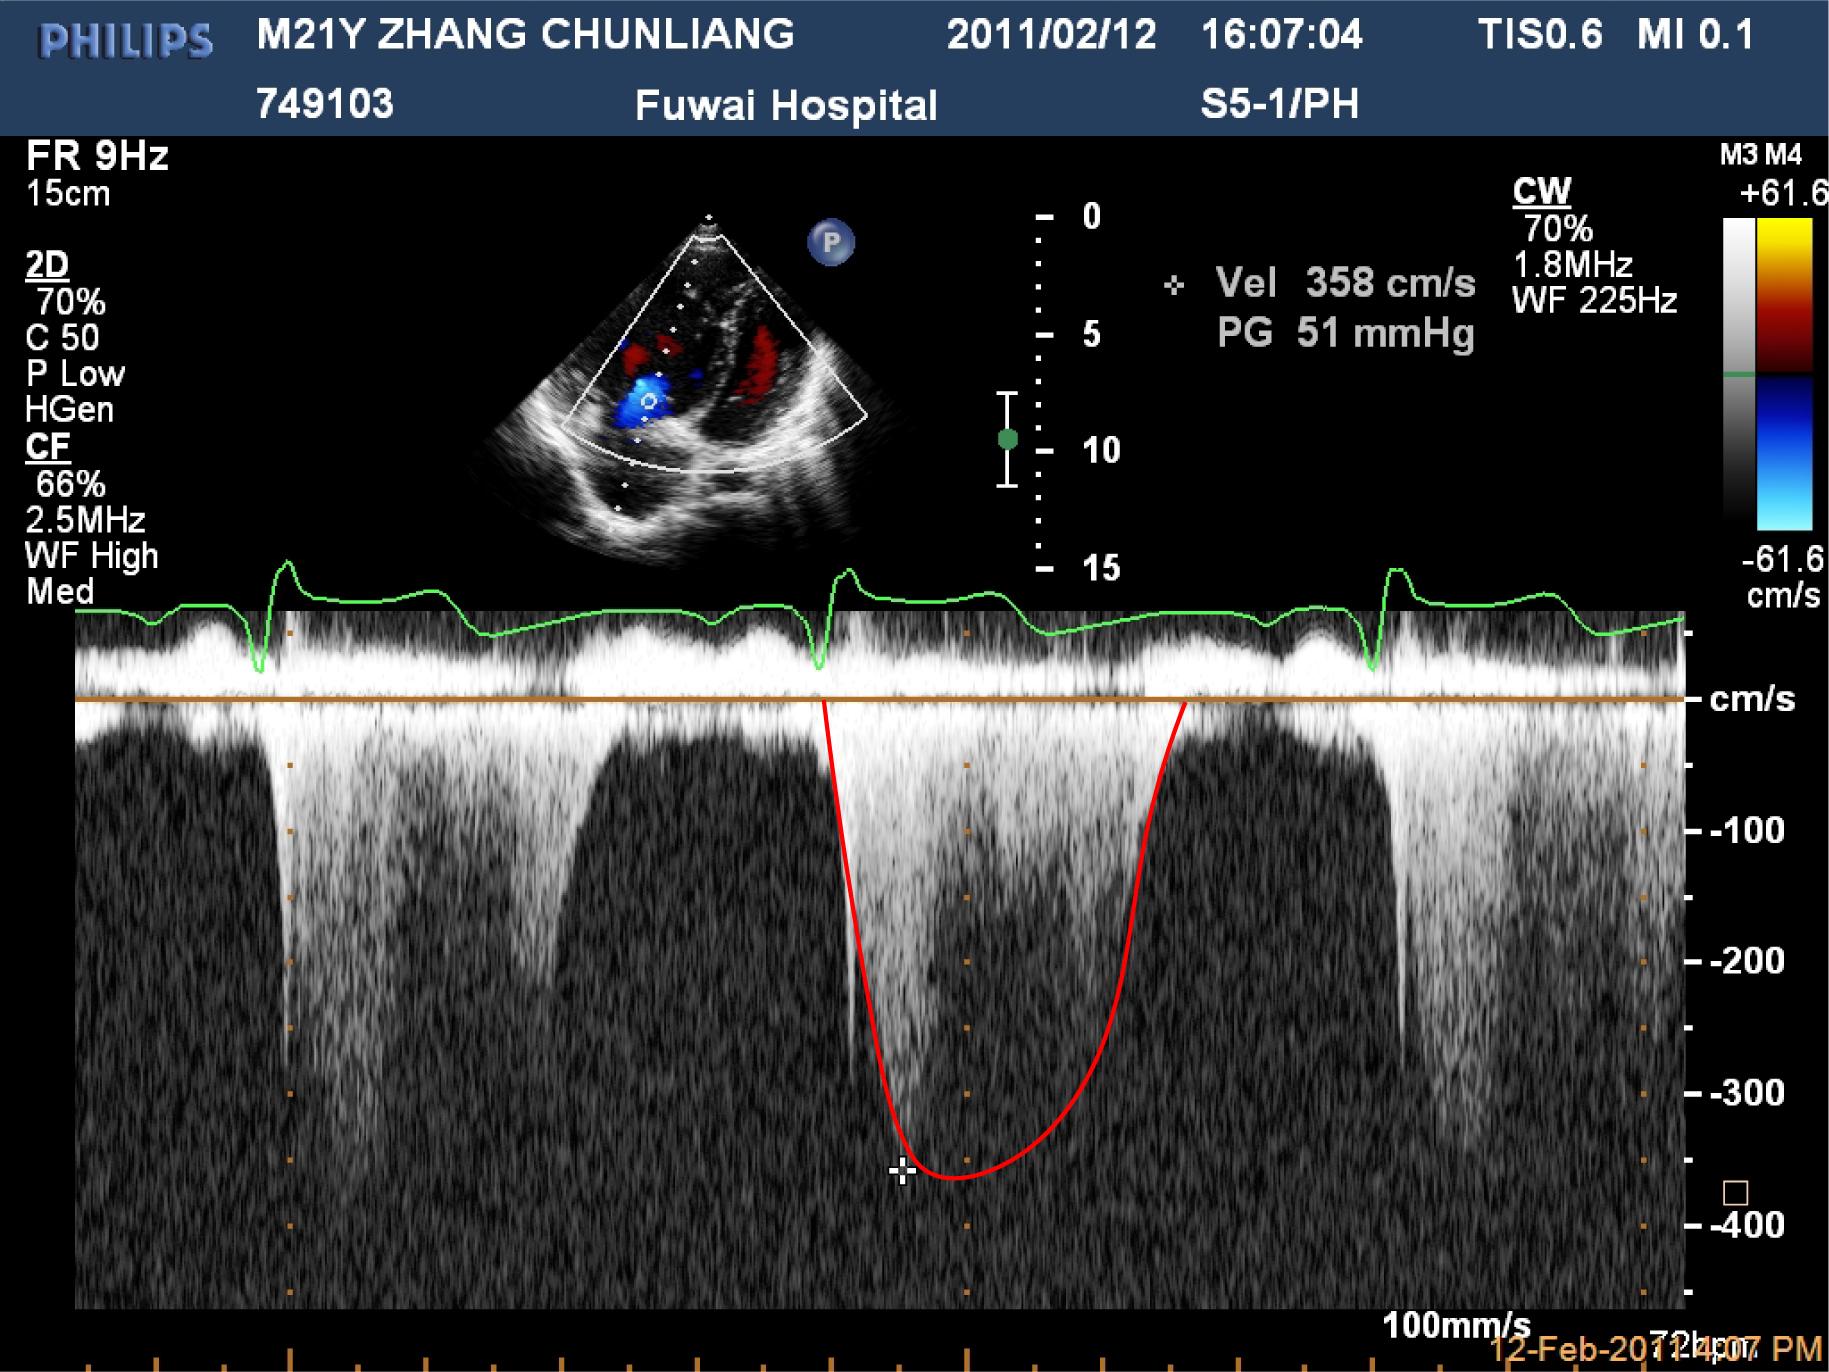 PHILIPS M21Y ZHANG CHUNLIANG 2011/02/12 16:07:04 TIS0.6 MI 0.1
749103 Fuwai Hospital S5-1/PH
FR 9Hz
15cm
2D
70%
C 50
P Low
HGen
CF
66%
2.5MHz
WF High
Med
P
0
5
10
15
Vel 358 cm/s
PG 51 mmHg
CW
70%
1.8MHz
WF 225Hz
M3 M4
+61.6
-61.6
cm/s
cm/s
-100
-200
-300
-400
100mm/s
72bpm
12-Feb-2011 4:07 PM